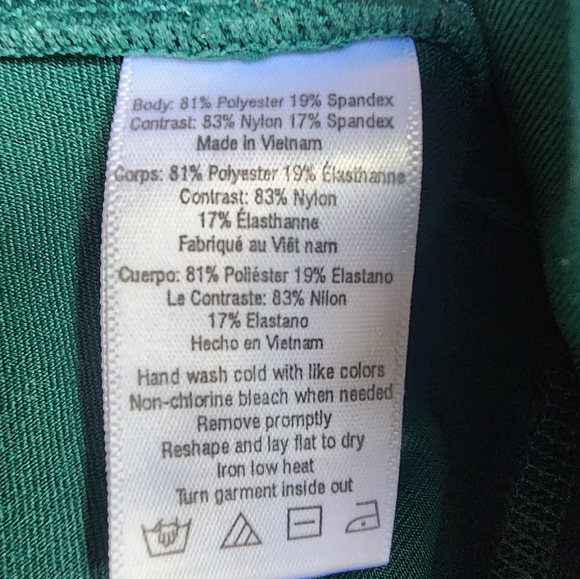 Body: 81% Polyester 19% Spandex
Contrast: 83% Nylon 17% Spandex
Made in Vietnam
Corps: 81% Polyester 19% Élasthanne
Contrast: 83% Nylon
17% Élasthanne
Fabriqué au Viêt nam
Cuerpo: 81% Poliéster 19% Elastano
Le Contraste: 83% Nilon
17% Elastano
Hecho en Vietnam
Hand wash cold with like colors
Non-chlorine bleach when needed
Remove promptly
Reshape and lay flat to dry
Iron low heat
Turn garment inside out